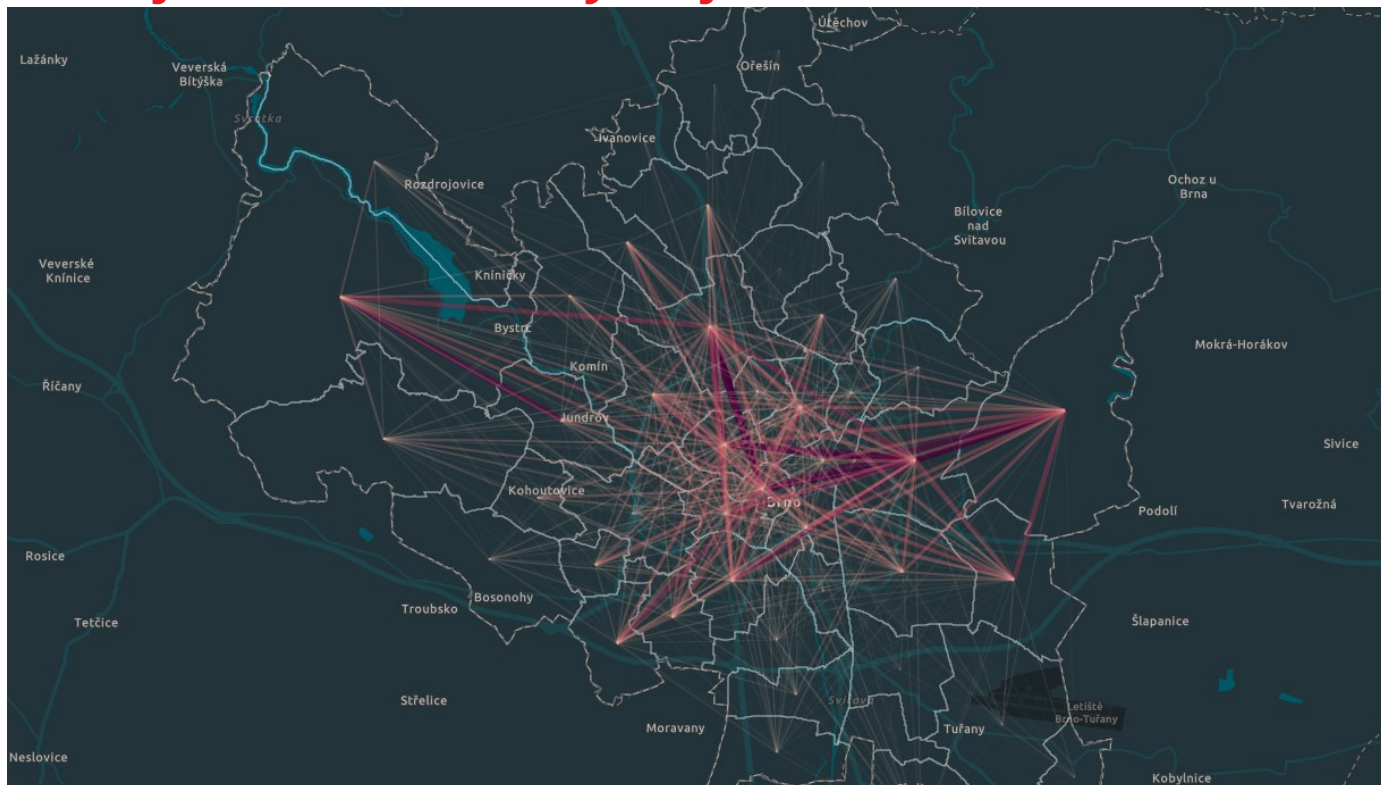 Útěchov
Lažánky
Ořešín
Veverská
Bítýška
Svratka
Ivanovice
Rozdrojovice
Ochoz u
Brna
Bílovice
nad
Svitavou
Veverské
Knínice
Kníničky
Bystrc
Mokrá-Horákov
Komín
Říčany
Jundrov
Sivice
Kohoutovice
Brno
Podolí
Tvarožná
Rosice
Bosonohy
Troubsko
Tetčice
Šlapanice
Střelice
Svitava
Letiště
Brno-Tuřany
Moravany
Tuřany
Neslovice
Kobylnice